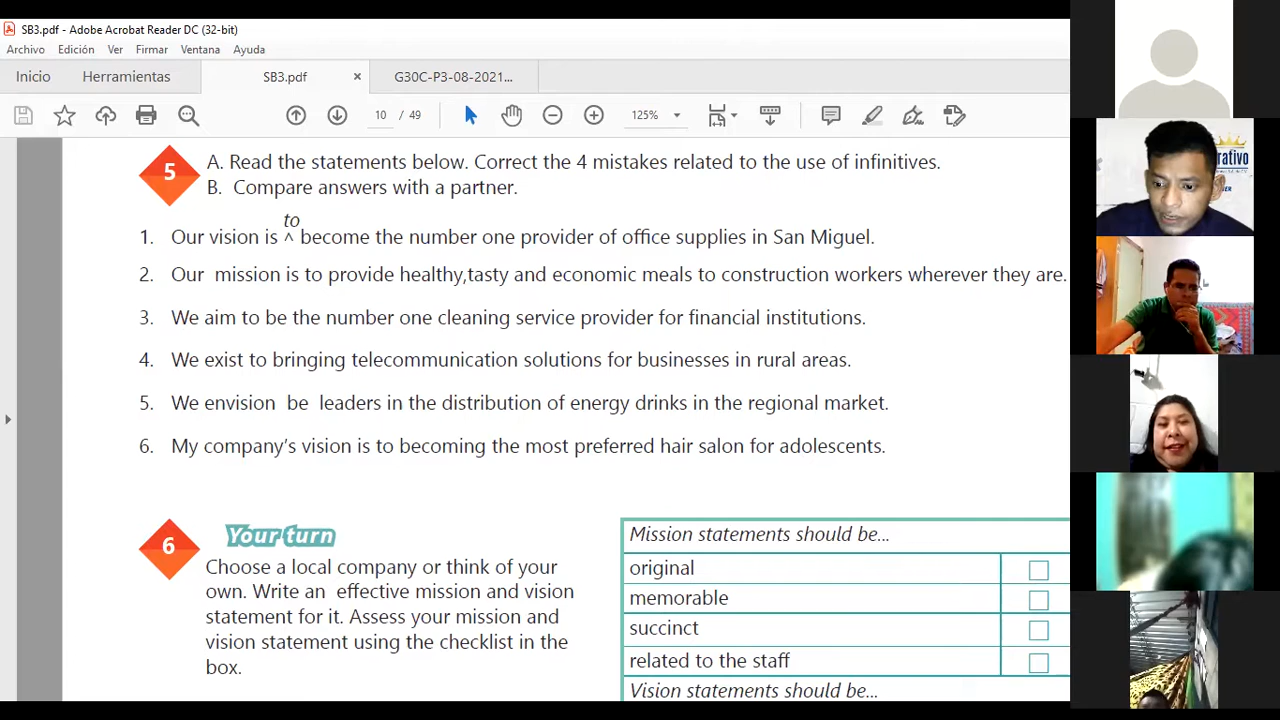 SB3.pdf - Adobe Acrobat Reader DC (32-bit)
Archivo Edición Ver Firmar Ventana Ayuda
Inicio Herramientas SB3.pdf × G30C-P3-08-2021...
10 / 49 125%
5
A. Read the statements below. Correct the 4 mistakes related to the use of infinitives.
B. Compare answers with a partner.
to
1. Our vision is ^ become the number one provider of office supplies in San Miguel.
2. Our mission is to provide healthy,tasty and economic meals to construction workers wherever they are.
3. We aim to be the number one cleaning service provider for financial institutions.
4. We exist to bringing telecommunication solutions for businesses in rural areas.
5. We envision be leaders in the distribution of energy drinks in the regional market.
6. My company's vision is to becoming the most preferred hair salon for adolescents.
6
Your turn
Choose a local company or think of your
own. Write an effective mission and vision
statement for it. Assess your mission and
vision statement using the checklist in the
box.
Mission statements should be...
original
memorable
succinct
related to the staff
Vision statements should be...